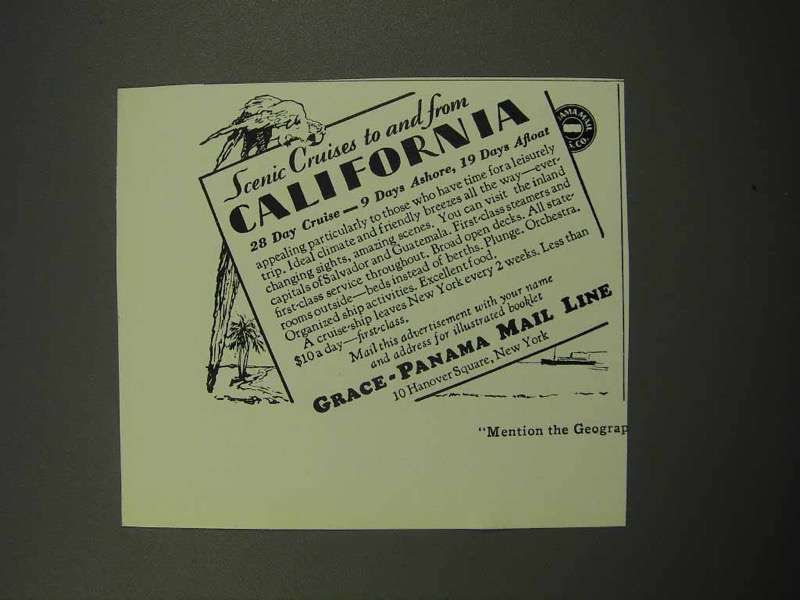 Scenic Cruises to and from
CALIFORNIA
28 Day Cruise—9 Days Ashore, 19 Days Afloat
appealing particularly to those who have time for a leisurely
trip. Ideal climate and friendly breezes all the way—ever-
changing sights, amazing scenes. You can visit the inland
capitals of Salvador and Guatemala. First-class steamers and
first-class service throughout. Broad open decks. All state-
rooms outside—beds instead of berths. Plunge. Orchestra.
Organized ship activities. Excellent food.
A cruise-ship leaves New York every 2 weeks. Less than
$10 a day—first-class.
Mail this advertisement with your name
and address for illustrated booklet
GRACE-PANAMA MAIL LINE
10 Hanover Square, New York
AMA MAIL
S.CO.
"Mention the Geograp